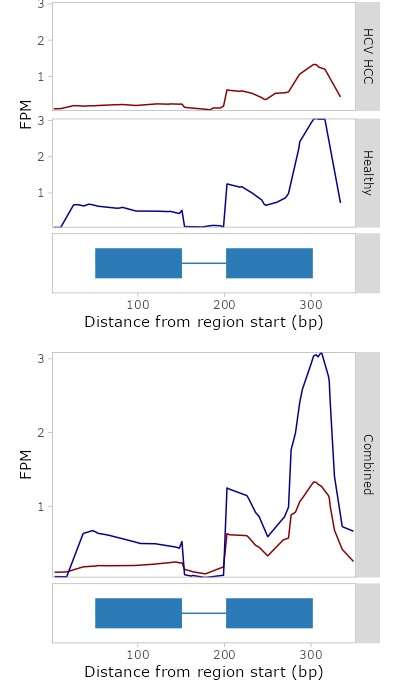 3
2
1
HCV HCC
FPM
3
2
1
Healthy
100 200 300
Distance from region start (bp)
3
2
1
FPM
Combined
100 200 300
Distance from region start (bp)